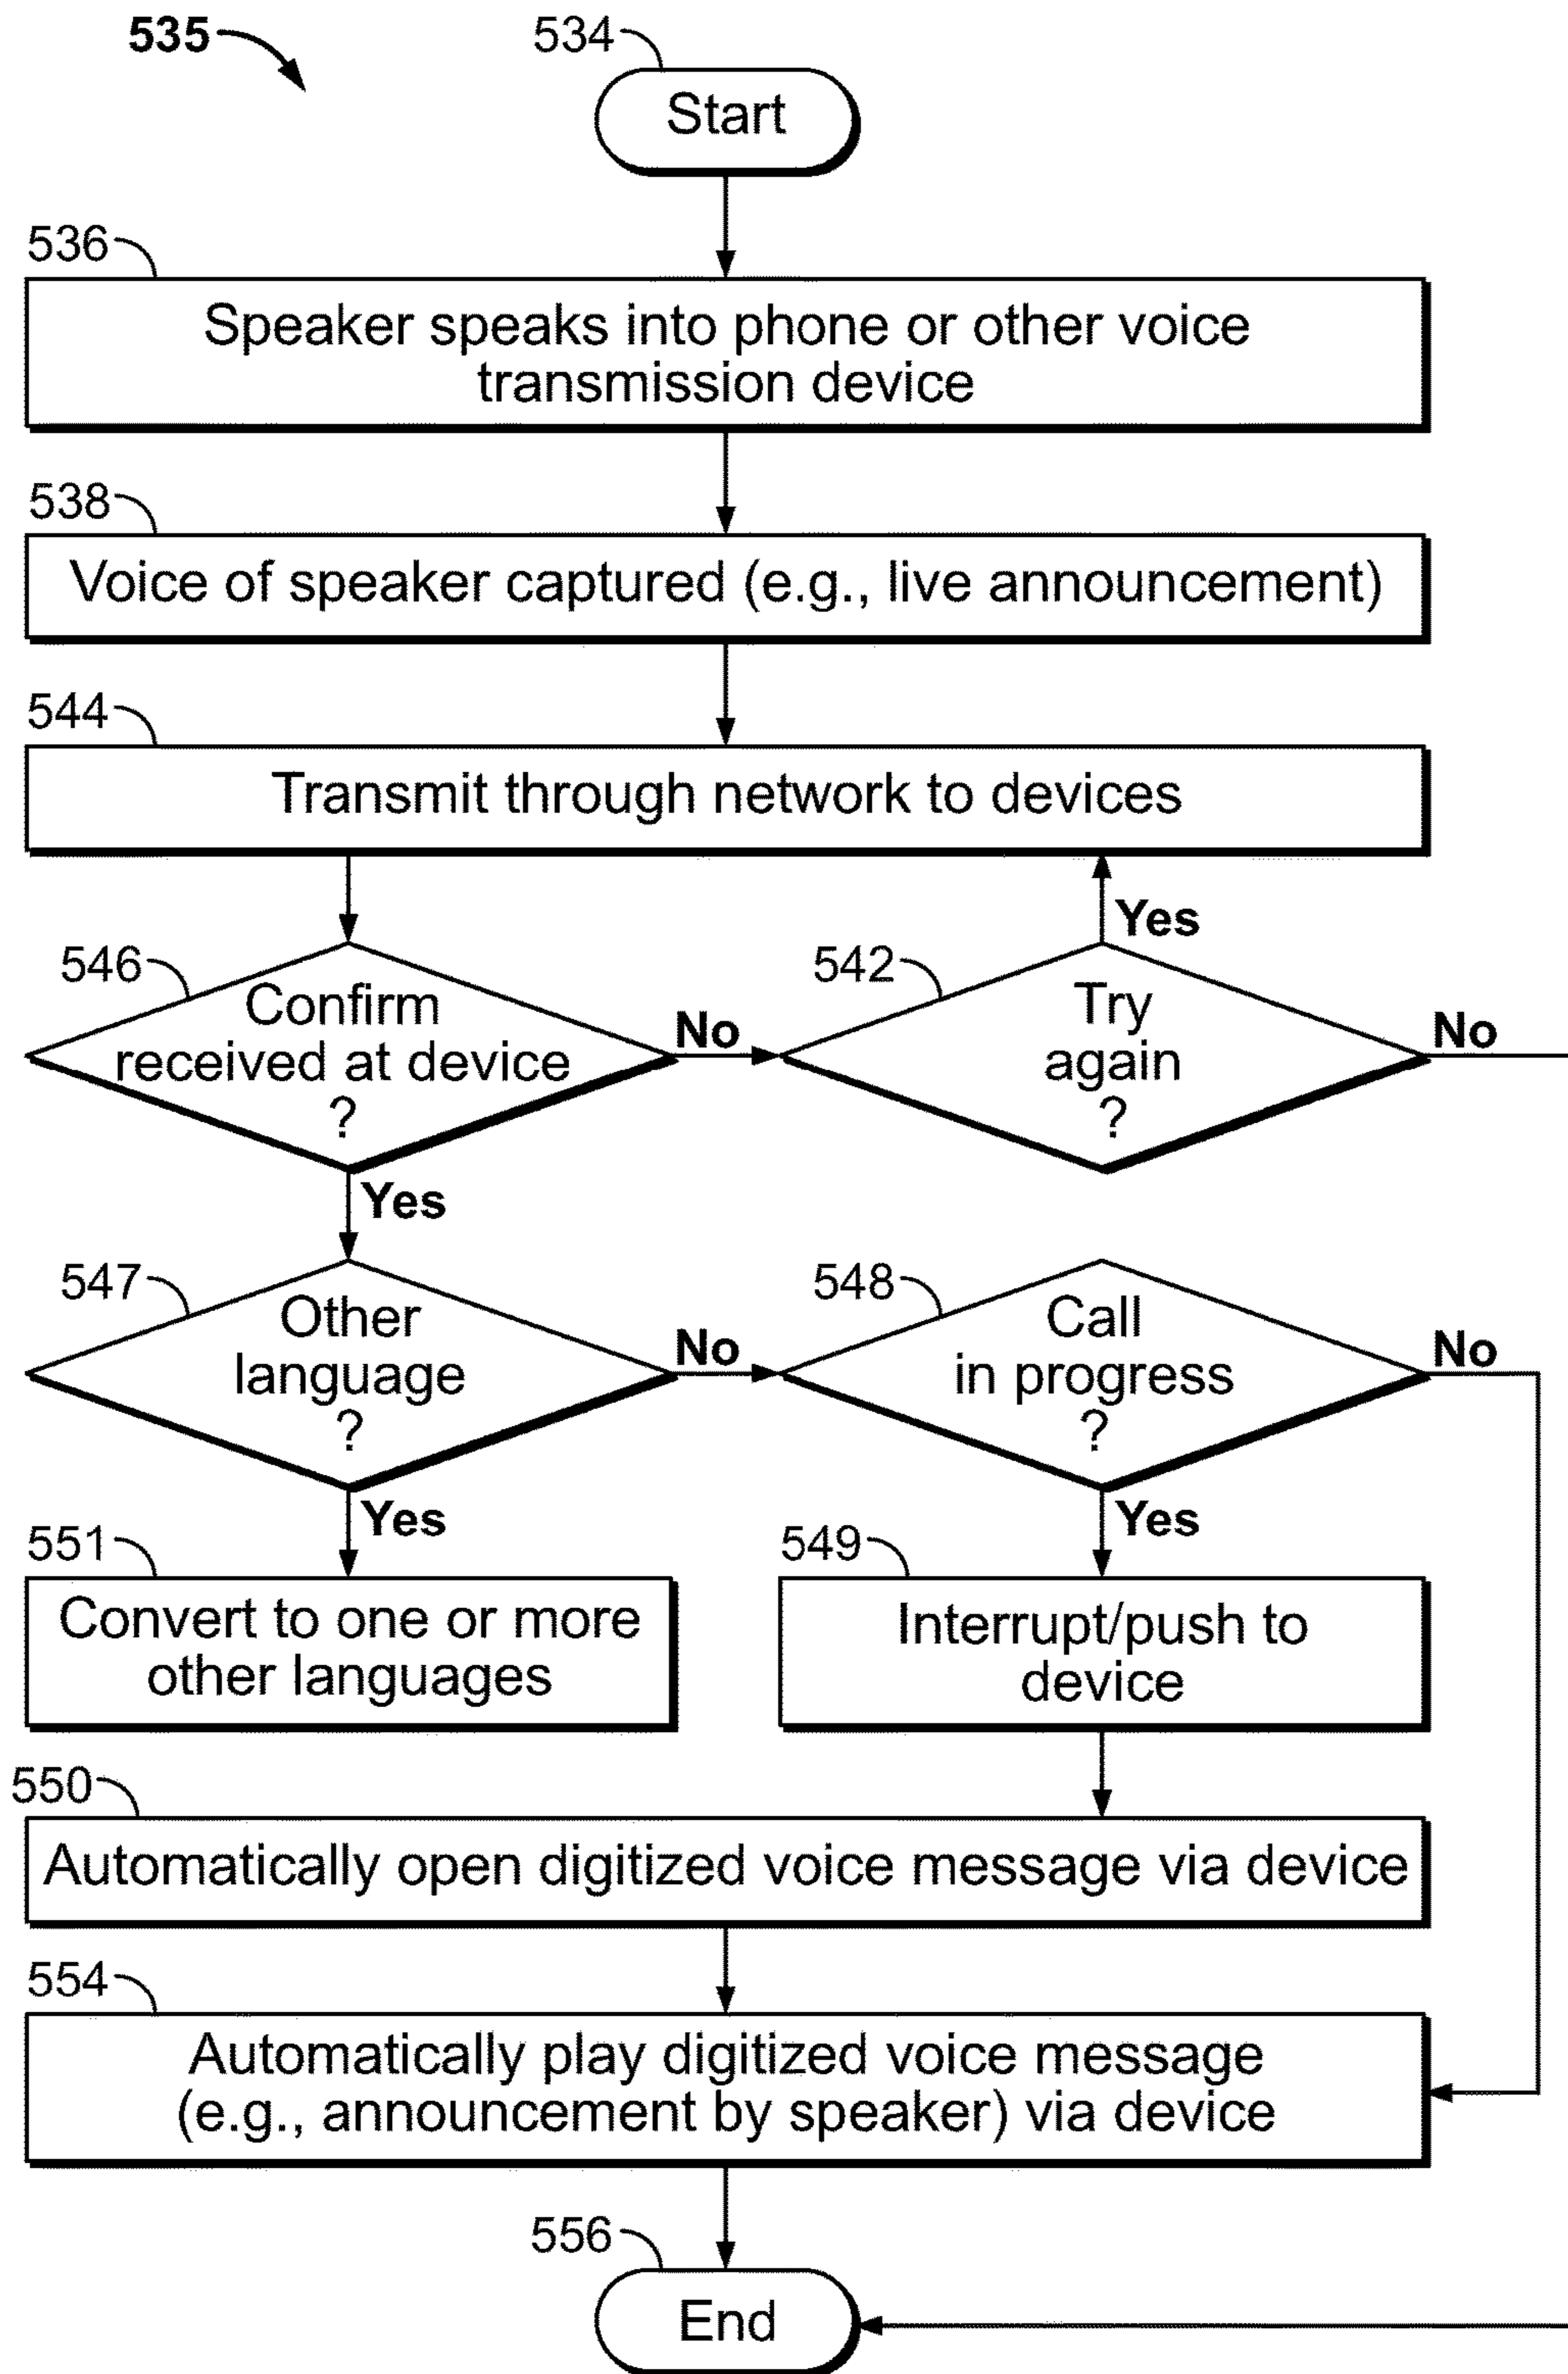 535
534
Start
536
Speaker speaks into phone or other voice
transmission device
538
Voice of speaker captured (e.g., live announcement)
544
Transmit through network to devices
Yes
546
Confirm
received at device
?
No
542
Try
again
?
No
Yes
547
Other
language
?
No
548
Call
in progress
?
No
Yes
Yes
551
Convert to one or more
other languages
549
Interrupt/push to
device
550
Automatically open digitized voice message via device
554
Automatically play digitized voice message
(e.g., announcement by speaker) via device
556
End